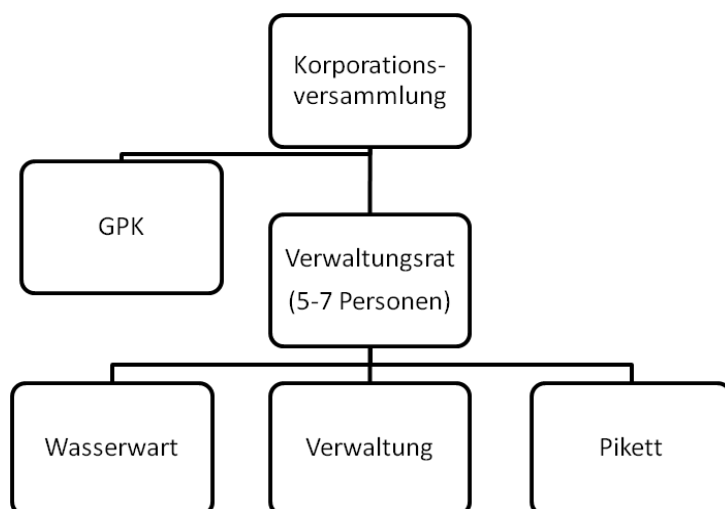 Korporations-
versammlung
GPK
Verwaltungsrat
(5-7 Personen)
Wasserwart
Verwaltung
Pikett